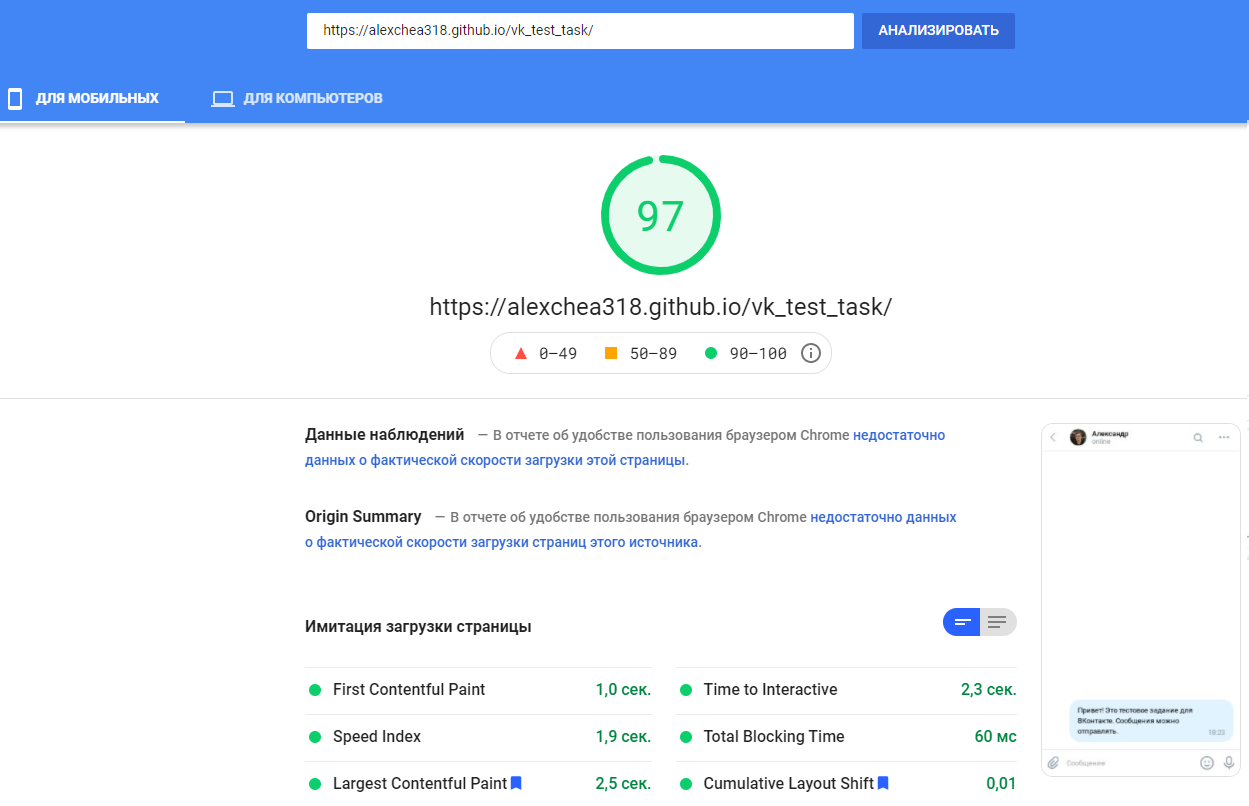 https://alexchea318.github.io/vk_test_task/
АНАЛИЗИРОВАТЬ
ДЛЯ МОБИЛЬНЫХ
ДЛЯ КОМПЬЮТЕРОВ
97
https://alexchea318.github.io/vk_test_task/
0–49
50–89
90–100
Данные наблюдений — В отчете об удобстве пользования браузером Chrome недостаточно
данных о фактической скорости загрузки этой страницы.
Origin Summary — В отчете об удобстве пользования браузером Chrome недостаточно данных
о фактической скорости загрузки страниц этого источника.
Имитация загрузки страницы
First Contentful Paint 1,0 сек.
Time to Interactive 2,3 сек.
Speed Index 1,9 сек.
Total Blocking Time 60 мс
Largest Contentful Paint 2,5 сек.
Cumulative Layout Shift 0,01
Александр
online
Привет! Это тестовое задание для
ВКонтакте. Сообщения можно
отправлять.
18:23
Сообщение